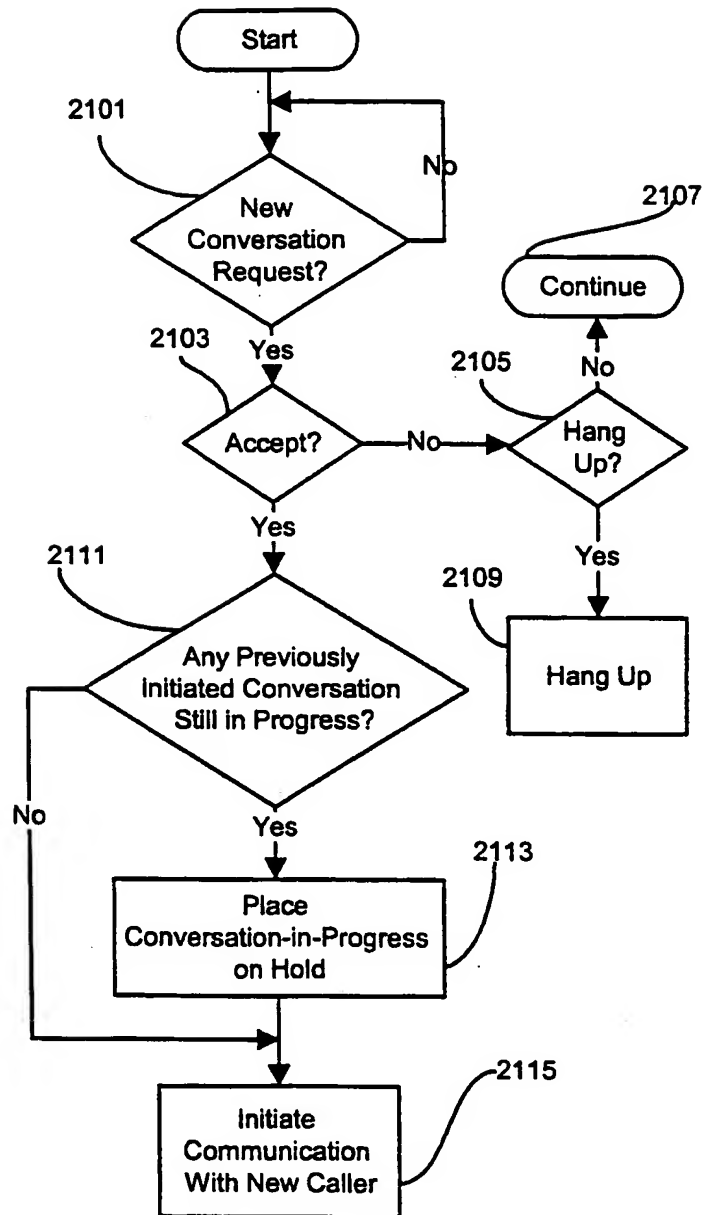 Start
2101
No
New
Conversation
Request?
2107
Continue
Yes
2103
2105
No
Accept?
No
Hang
Up?
Yes
Yes
2111
2109
Any Previously
Initiated Conversation
Still in Progress?
Hang Up
No
Yes
2113
Place
Conversation-in-Progress
on Hold
2115
Initiate
Communication
With New Caller